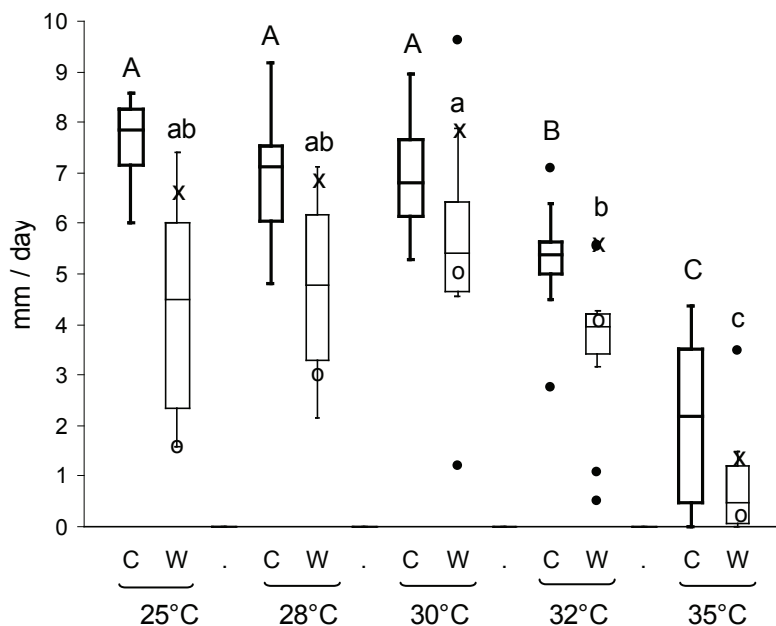 mm / day
10
9
8
7
6
5
4
3
2
1
0
A
ab
A
ab
A
a
B
b
C
c
x
o
x
o
x
o
x
o
x
o
C W . C W . C W . C W . C W
25°C 28°C 30°C 32°C 35°C